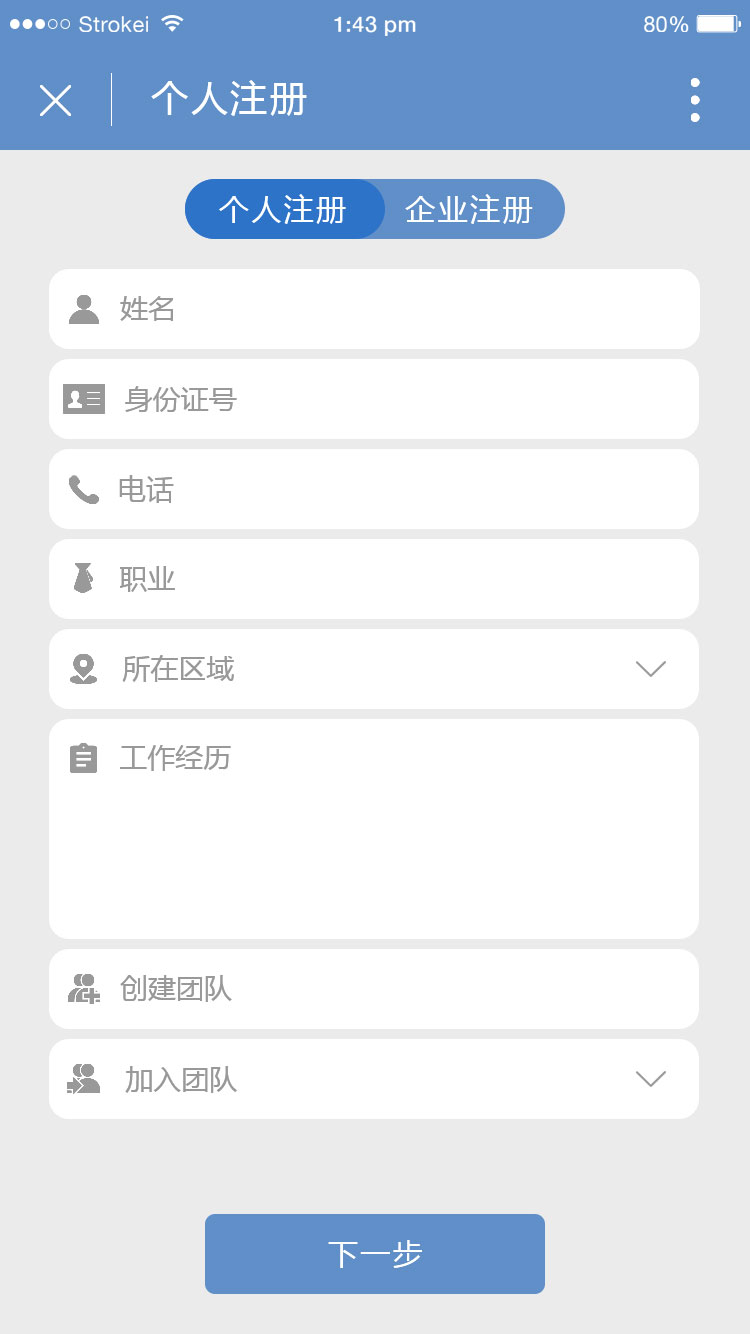 Strokei 1:43 pm 80%
个人注册
个人注册 企业注册
姓名
身份证号
电话
职业
所在区域
工作经历
创建团队
加入团队
下一步